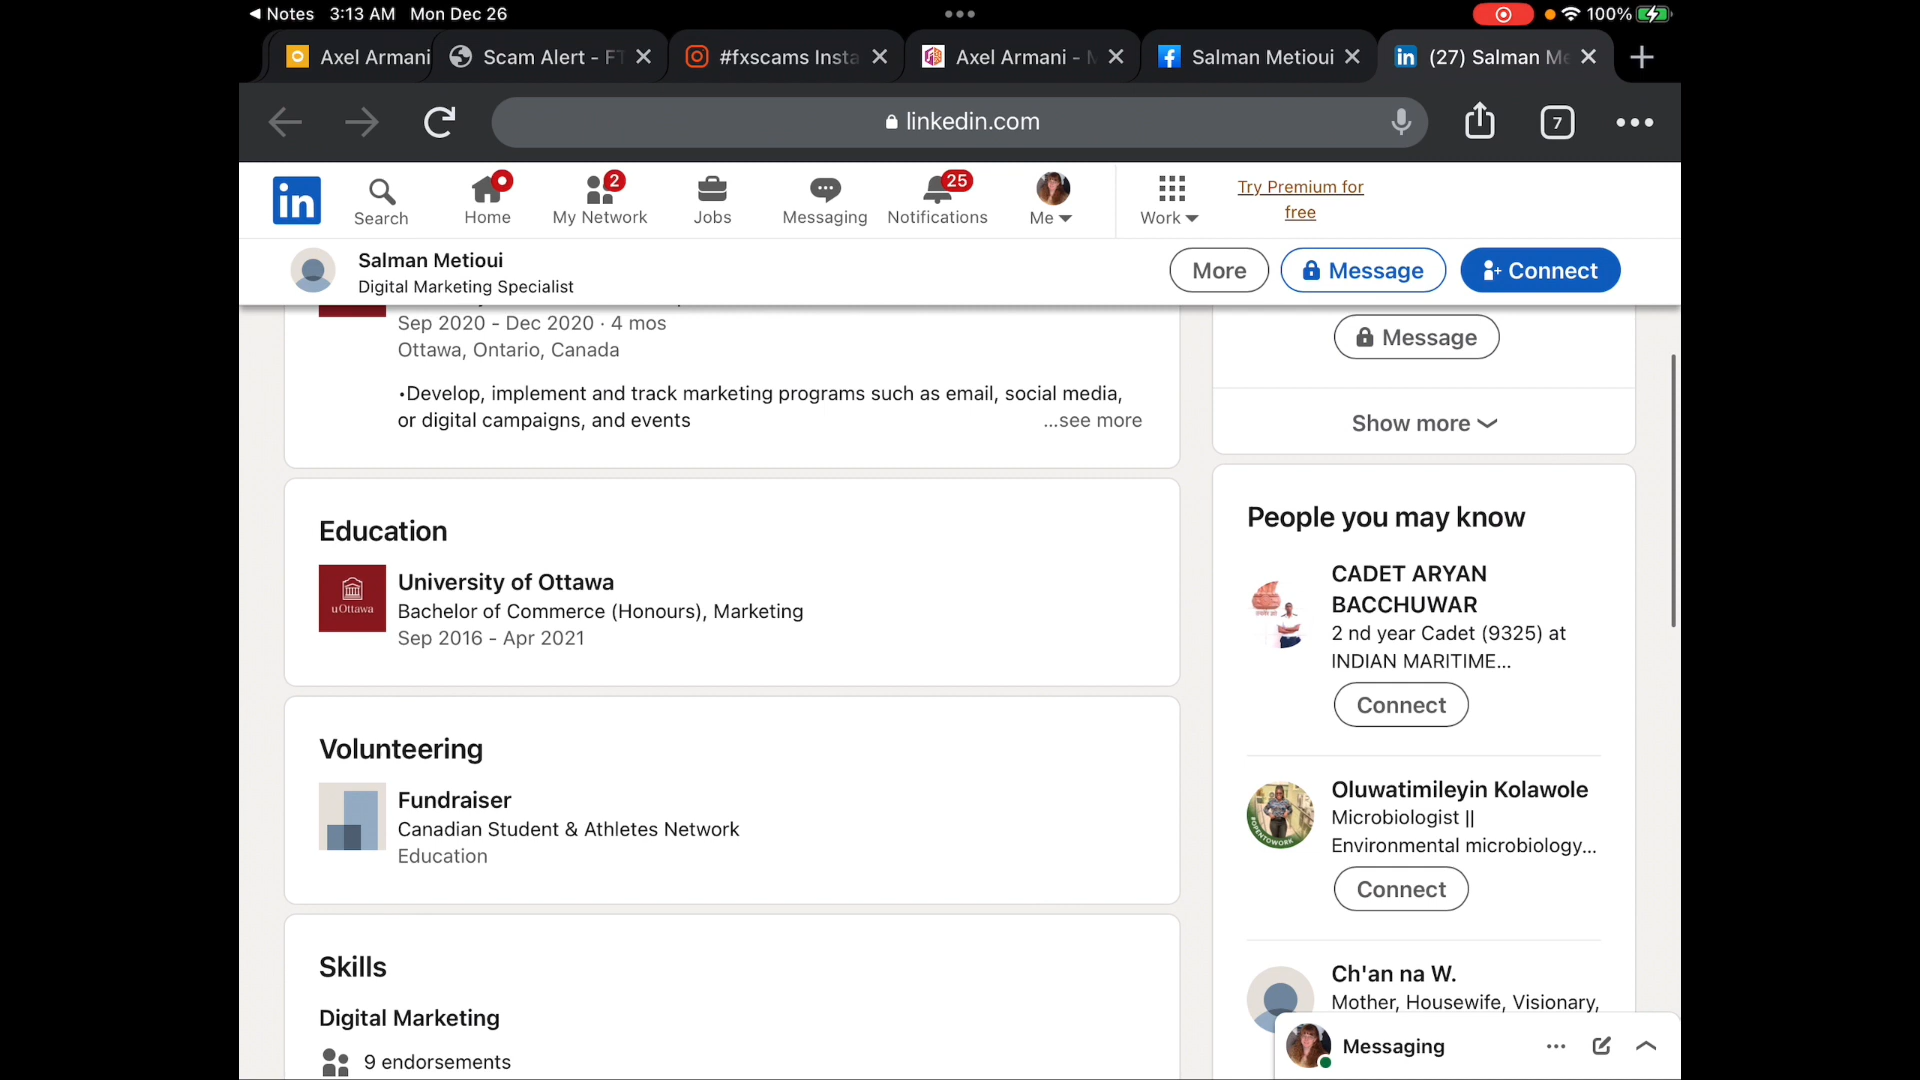 Notes 3:13 AM Mon Dec 26
100%
Axel Armani
Scam Alert - FT
#fxscams Insta
Axel Armani -
Salman Metioui
(27) Salman Me
linkedin.com
7
in
Search
Home
2
My Network
Jobs
Messaging
25
Notifications
Me
Work
Try Premium for
free
Salman Metioui
Digital Marketing Specialist
More
Message
Connect
Sep 2020 - Dec 2020 · 4 mos
Ottawa, Ontario, Canada
•Develop, implement and track marketing programs such as email, social media,
or digital campaigns, and events
...see more
Education
uOttawa
University of Ottawa
Bachelor of Commerce (Honours), Marketing
Sep 2016 - Apr 2021
Volunteering
Fundraiser
Canadian Student & Athletes Network
Education
Skills
Digital Marketing
9 endorsements
Message
Show more
People you may know
CADET ARYAN
BACCHUWAR
2 nd year Cadet (9325) at
INDIAN MARITIME...
Connect
Oluwatimileyin Kolawole
Microbiologist ||
Environmental microbiology...
#OPENTOWORK
Connect
Ch'an na W.
Mother, Housewife, Visionary,
Messaging